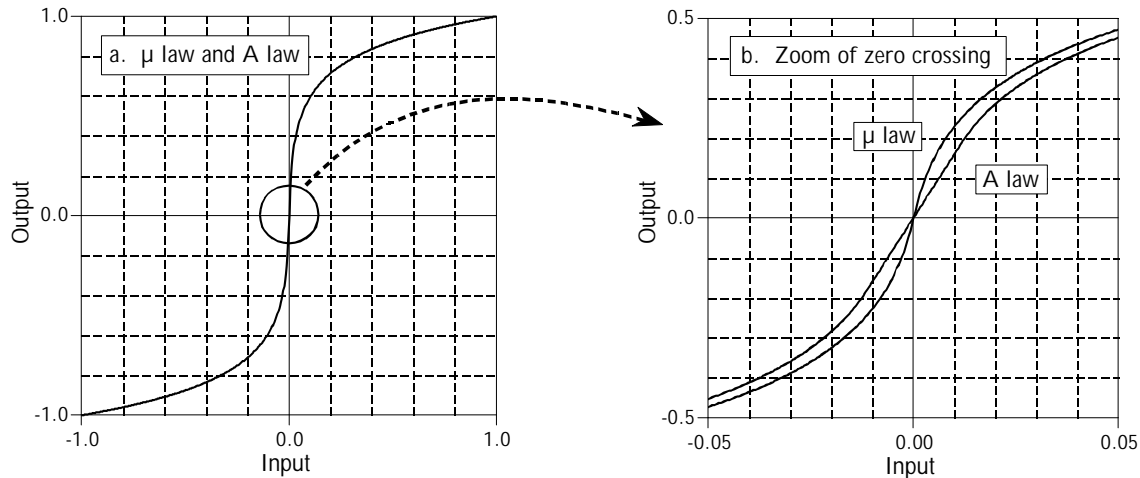 1.0
a. µ law and A law
Output
0.0
-1.0
-1.0
0.0
1.0
Input
0.5
b. Zoom of zero crossing
µ law
A law
Output
0.0
-0.5
-0.05
0.00
0.05
Input